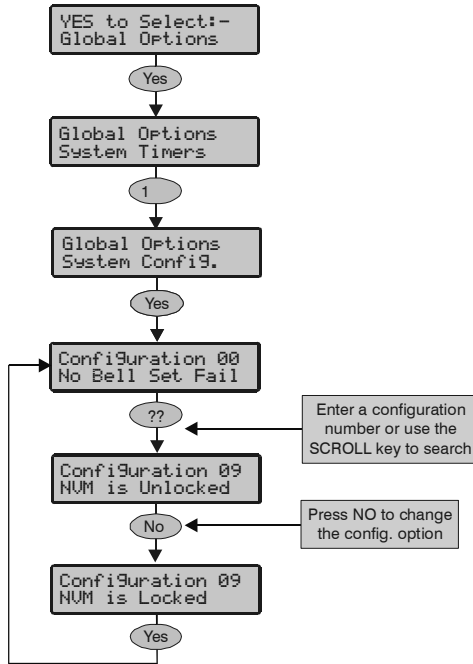 YES to Select:-
Global Options
Yes
Global Options
System Timers
1
Global Options
System Config.
Yes
Configuration 00
No Bell Set Fail
??
Enter a configuration
number or use the
SCROLL key to search
Configuration 09
NVM is Unlocked
No
Press NO to change
the config. option
Configuration 09
NVM is Locked
Yes